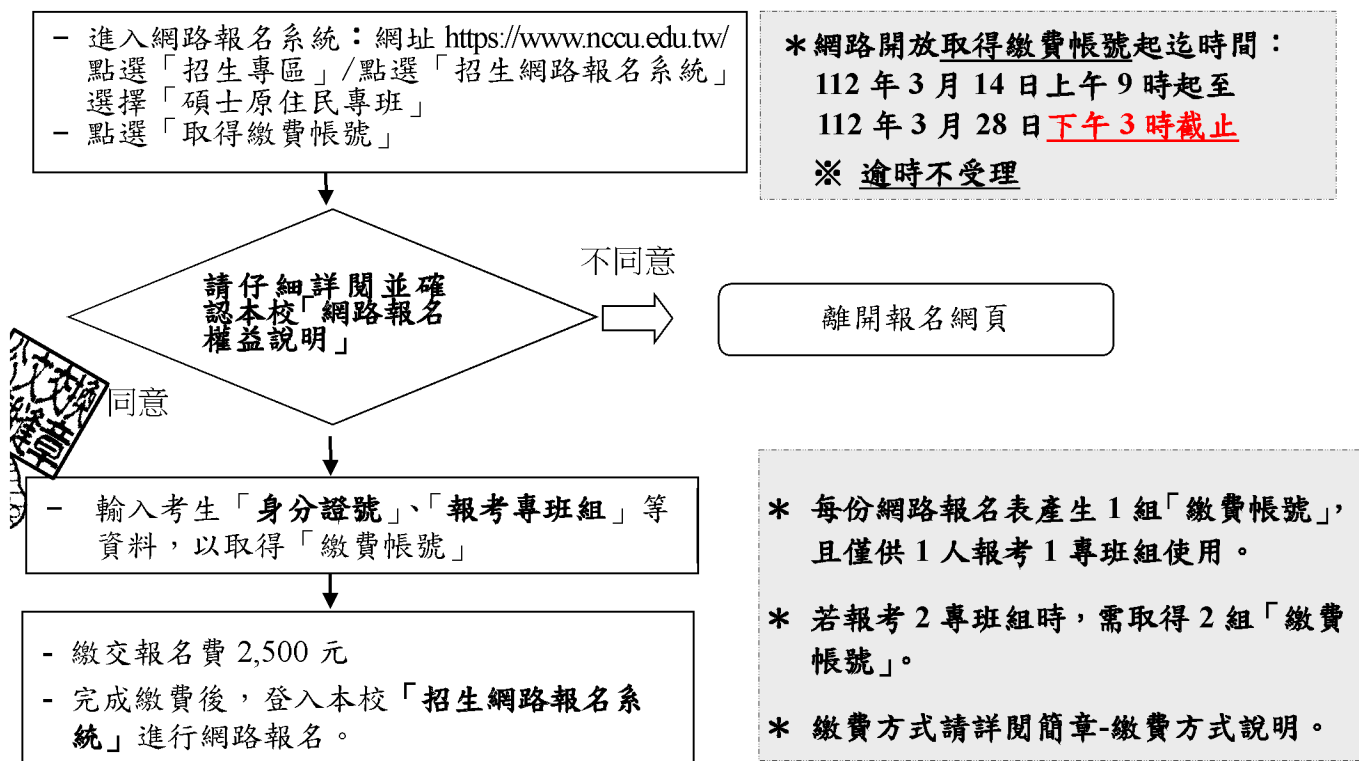 － 進入網路報名系統：網址 https://www.nccu.edu.tw/
點選「招生專區」/點選「招生網路報名系統」
選擇「碩士原住民專班」
－ 點選「取得繳費帳號」
＊網路開放取得繳費帳號起迄時間：
112 年 3 月 14 日上午 9 時起至
112 年 3 月 28 日下午 3 時截止
※ 逾時不受理
請仔細詳閱並確
認本校「網路報名
權益說明」
不同意
離開報名網頁
同意
－ 輸入考生「身分證號」、「報考專班組」等
資料，以取得「繳費帳號」
- 繳交報名費 2,500 元
- 完成繳費後，登入本校「招生網路報名系
統」進行網路報名。
＊ 每份網路報名表產生 1 組「繳費帳號」，
且僅供 1 人報考 1 專班組使用。
＊ 若報考 2 專班組時，需取得 2 組「繳費
帳號」。
＊ 繳費方式請詳閱簡章-繳費方式說明。